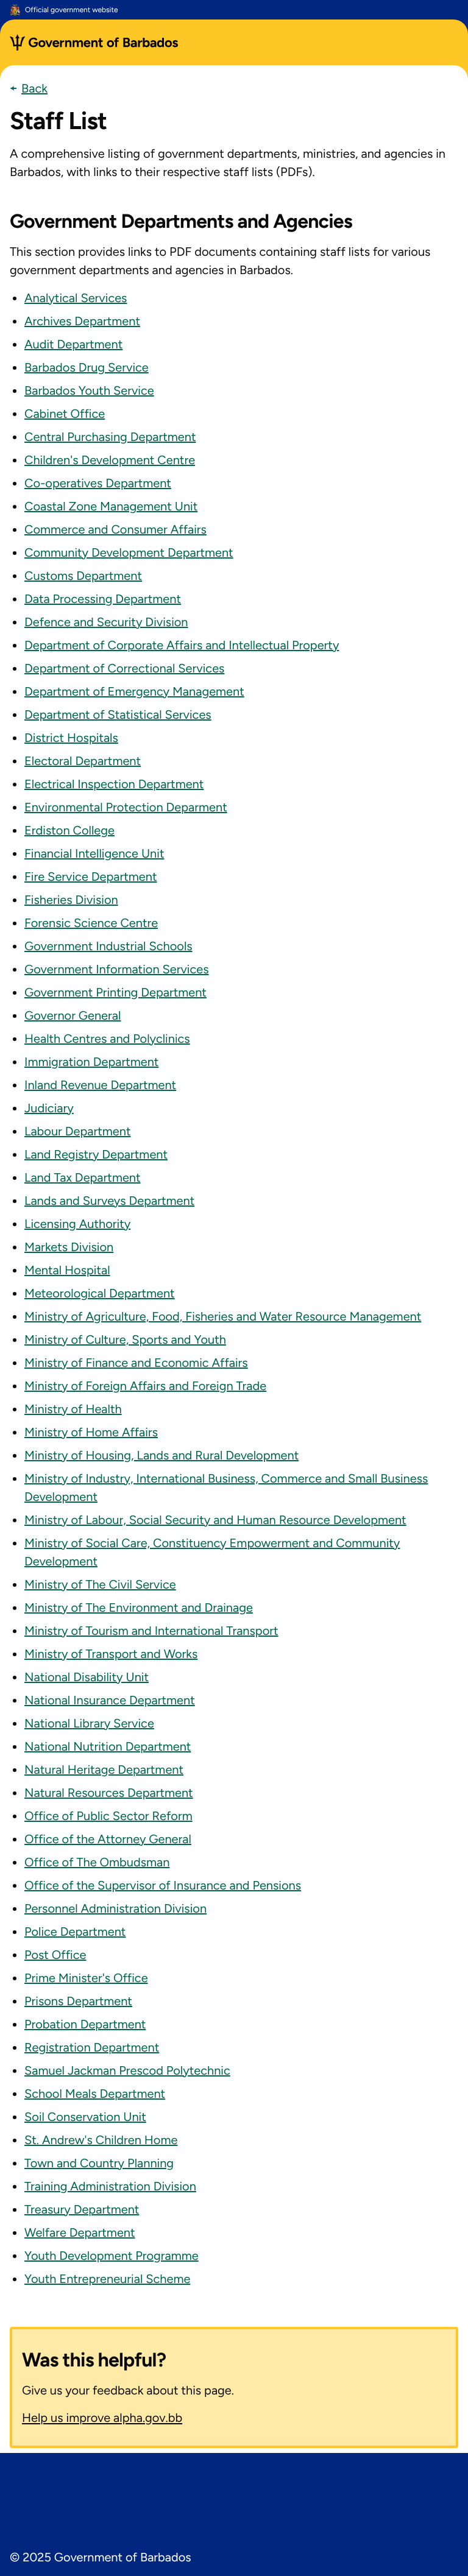 Official government website
Government of Barbados
Back
Staff List
A comprehensive listing of government departments, ministries, and agencies in
Barbados, with links to their respective staff lists (PDFs).
Government Departments and Agencies
This section provides links to PDF documents containing staff lists for various
government departments and agencies in Barbados.
Analytical Services
Archives Department
Audit Department
Barbados Drug Service
Barbados Youth Service
Cabinet Office
Central Purchasing Department
Children's Development Centre
Co-operatives Department
Coastal Zone Management Unit
Commerce and Consumer Affairs
Community Development Department
Customs Department
Data Processing Department
Defence and Security Division
Department of Corporate Affairs and Intellectual Property
Department of Correctional Services
Department of Emergency Management
Department of Statistical Services
District Hospitals
Electoral Department
Electrical Inspection Department
Environmental Protection Deparment
Erdiston College
Financial Intelligence Unit
Fire Service Department
Fisheries Division
Forensic Science Centre
Government Industrial Schools
Government Information Services
Government Printing Department
Governor General
Health Centres and Polyclinics
Immigration Department
Inland Revenue Department
Judiciary
Labour Department
Land Registry Department
Land Tax Department
Lands and Surveys Department
Licensing Authority
Markets Division
Mental Hospital
Meteorological Department
Ministry of Agriculture, Food, Fisheries and Water Resource Management
Ministry of Culture, Sports and Youth
Ministry of Finance and Economic Affairs
Ministry of Foreign Affairs and Foreign Trade
Ministry of Health
Ministry of Home Affairs
Ministry of Housing, Lands and Rural Development
Ministry of Industry, International Business, Commerce and Small Business
Development
Ministry of Labour, Social Security and Human Resource Development
Ministry of Social Care, Constituency Empowerment and Community
Development
Ministry of The Civil Service
Ministry of The Environment and Drainage
Ministry of Tourism and International Transport
Ministry of Transport and Works
National Disability Unit
National Insurance Department
National Library Service
National Nutrition Department
Natural Heritage Department
Natural Resources Department
Office of Public Sector Reform
Office of the Attorney General
Office of The Ombudsman
Office of the Supervisor of Insurance and Pensions
Personnel Administration Division
Police Department
Post Office
Prime Minister's Office
Prisons Department
Probation Department
Registration Department
Samuel Jackman Prescod Polytechnic
School Meals Department
Soil Conservation Unit
St. Andrew's Children Home
Town and Country Planning
Training Administration Division
Treasury Department
Welfare Department
Youth Development Programme
Youth Entrepreneurial Scheme
Was this helpful?
Give us your feedback about this page.
Help us improve alpha.gov.bb
© 2025 Government of Barbados